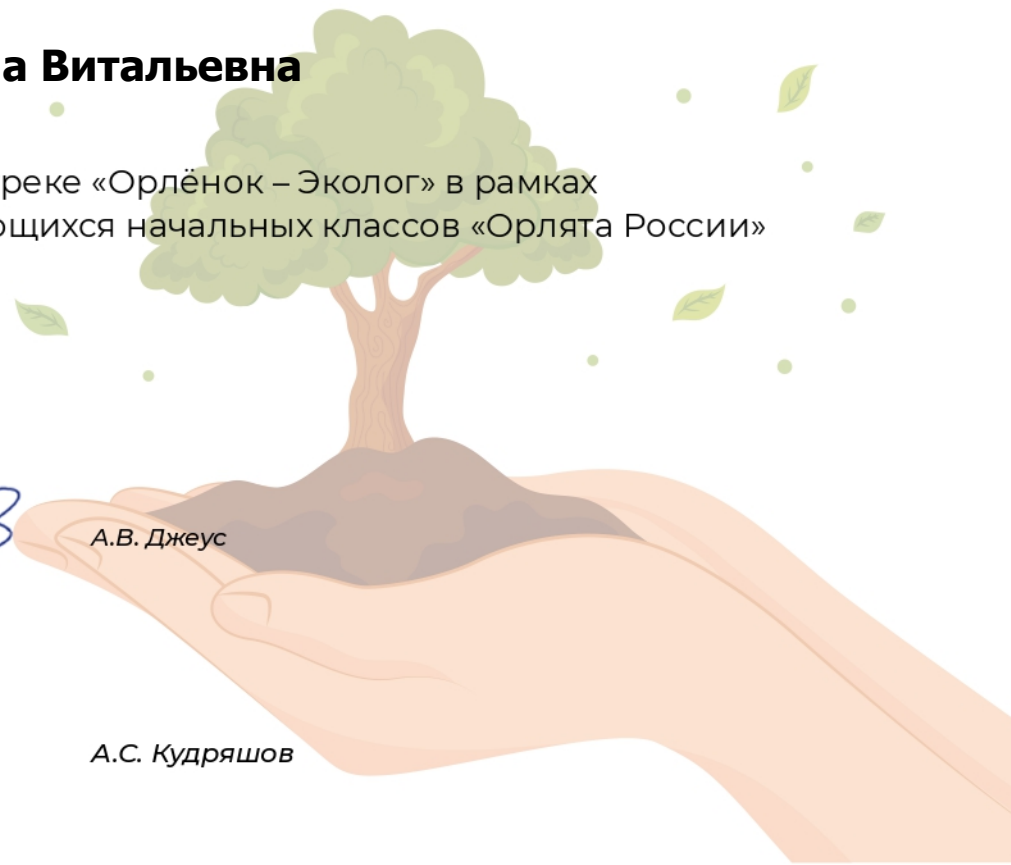 а Витальевна
реке «Орлёнок – Эколог» в рамках
ощихся начальных классов «Орлята России»
А.В. Джеус
А.С. Кудряшов